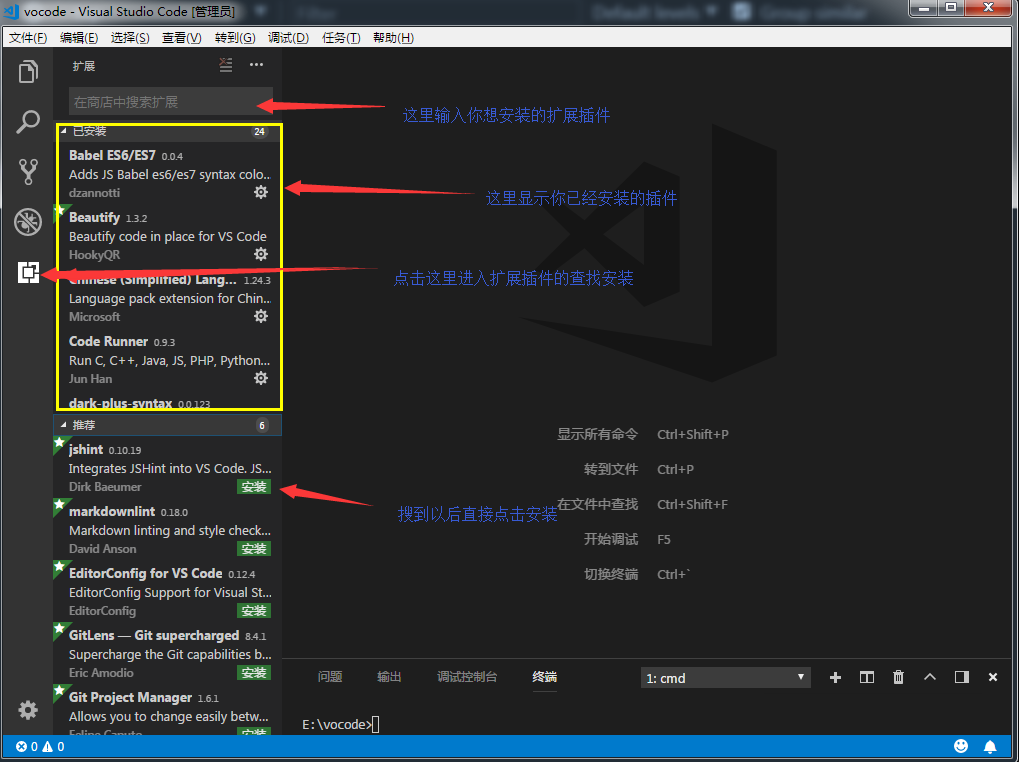 vocode - Visual Studio Code [管理员]
文件(F) 编辑(E) 选择(S) 查看(V) 转到(G) 调试(D) 任务(T) 帮助(H)
扩展
在商店中搜索扩展
这里输入你想安装的扩展插件
已安装 24
Babel ES6/ES7 0.0.4
Adds JS Babel es6/es7 syntax colo...
dzannotti
这里显示你已经安装的插件
Beautify 1.3.2
Beautify code in place for VS Code
HookyQR
点击这里进入扩展插件的查找安装
Chinese (Simplified) Lang... 1.24.3
Language pack extension for Chin...
Microsoft
Code Runner 0.9.3
Run C, C++, Java, JS, PHP, Python...
Jun Han
dark-plus-syntax 0.0.123
推荐 6
jshint 0.10.19
Integrates JSHint into VS Code. JS...
Dirk Baeumer 安装
搜到以后直接点击安装
markdownlint 0.18.0
Markdown linting and style check...
David Anson 安装
EditorConfig for VS Code 0.12.4
EditorConfig Support for Visual St...
EditorConfig 安装
GitLens — Git supercharged 8.4.1
Supercharge the Git capabilities b...
Eric Amodio 安装
Git Project Manager 1.6.1
Allows you to change easily betw...
Felipe Caputo 安装
显示所有命令 Ctrl+Shift+P
转到文件 Ctrl+P
在文件中查找 Ctrl+Shift+F
开始调试 F5
切换终端 Ctrl+`
问题 输出 调试控制台 终端 1: cmd
E:\vocode>
0 0